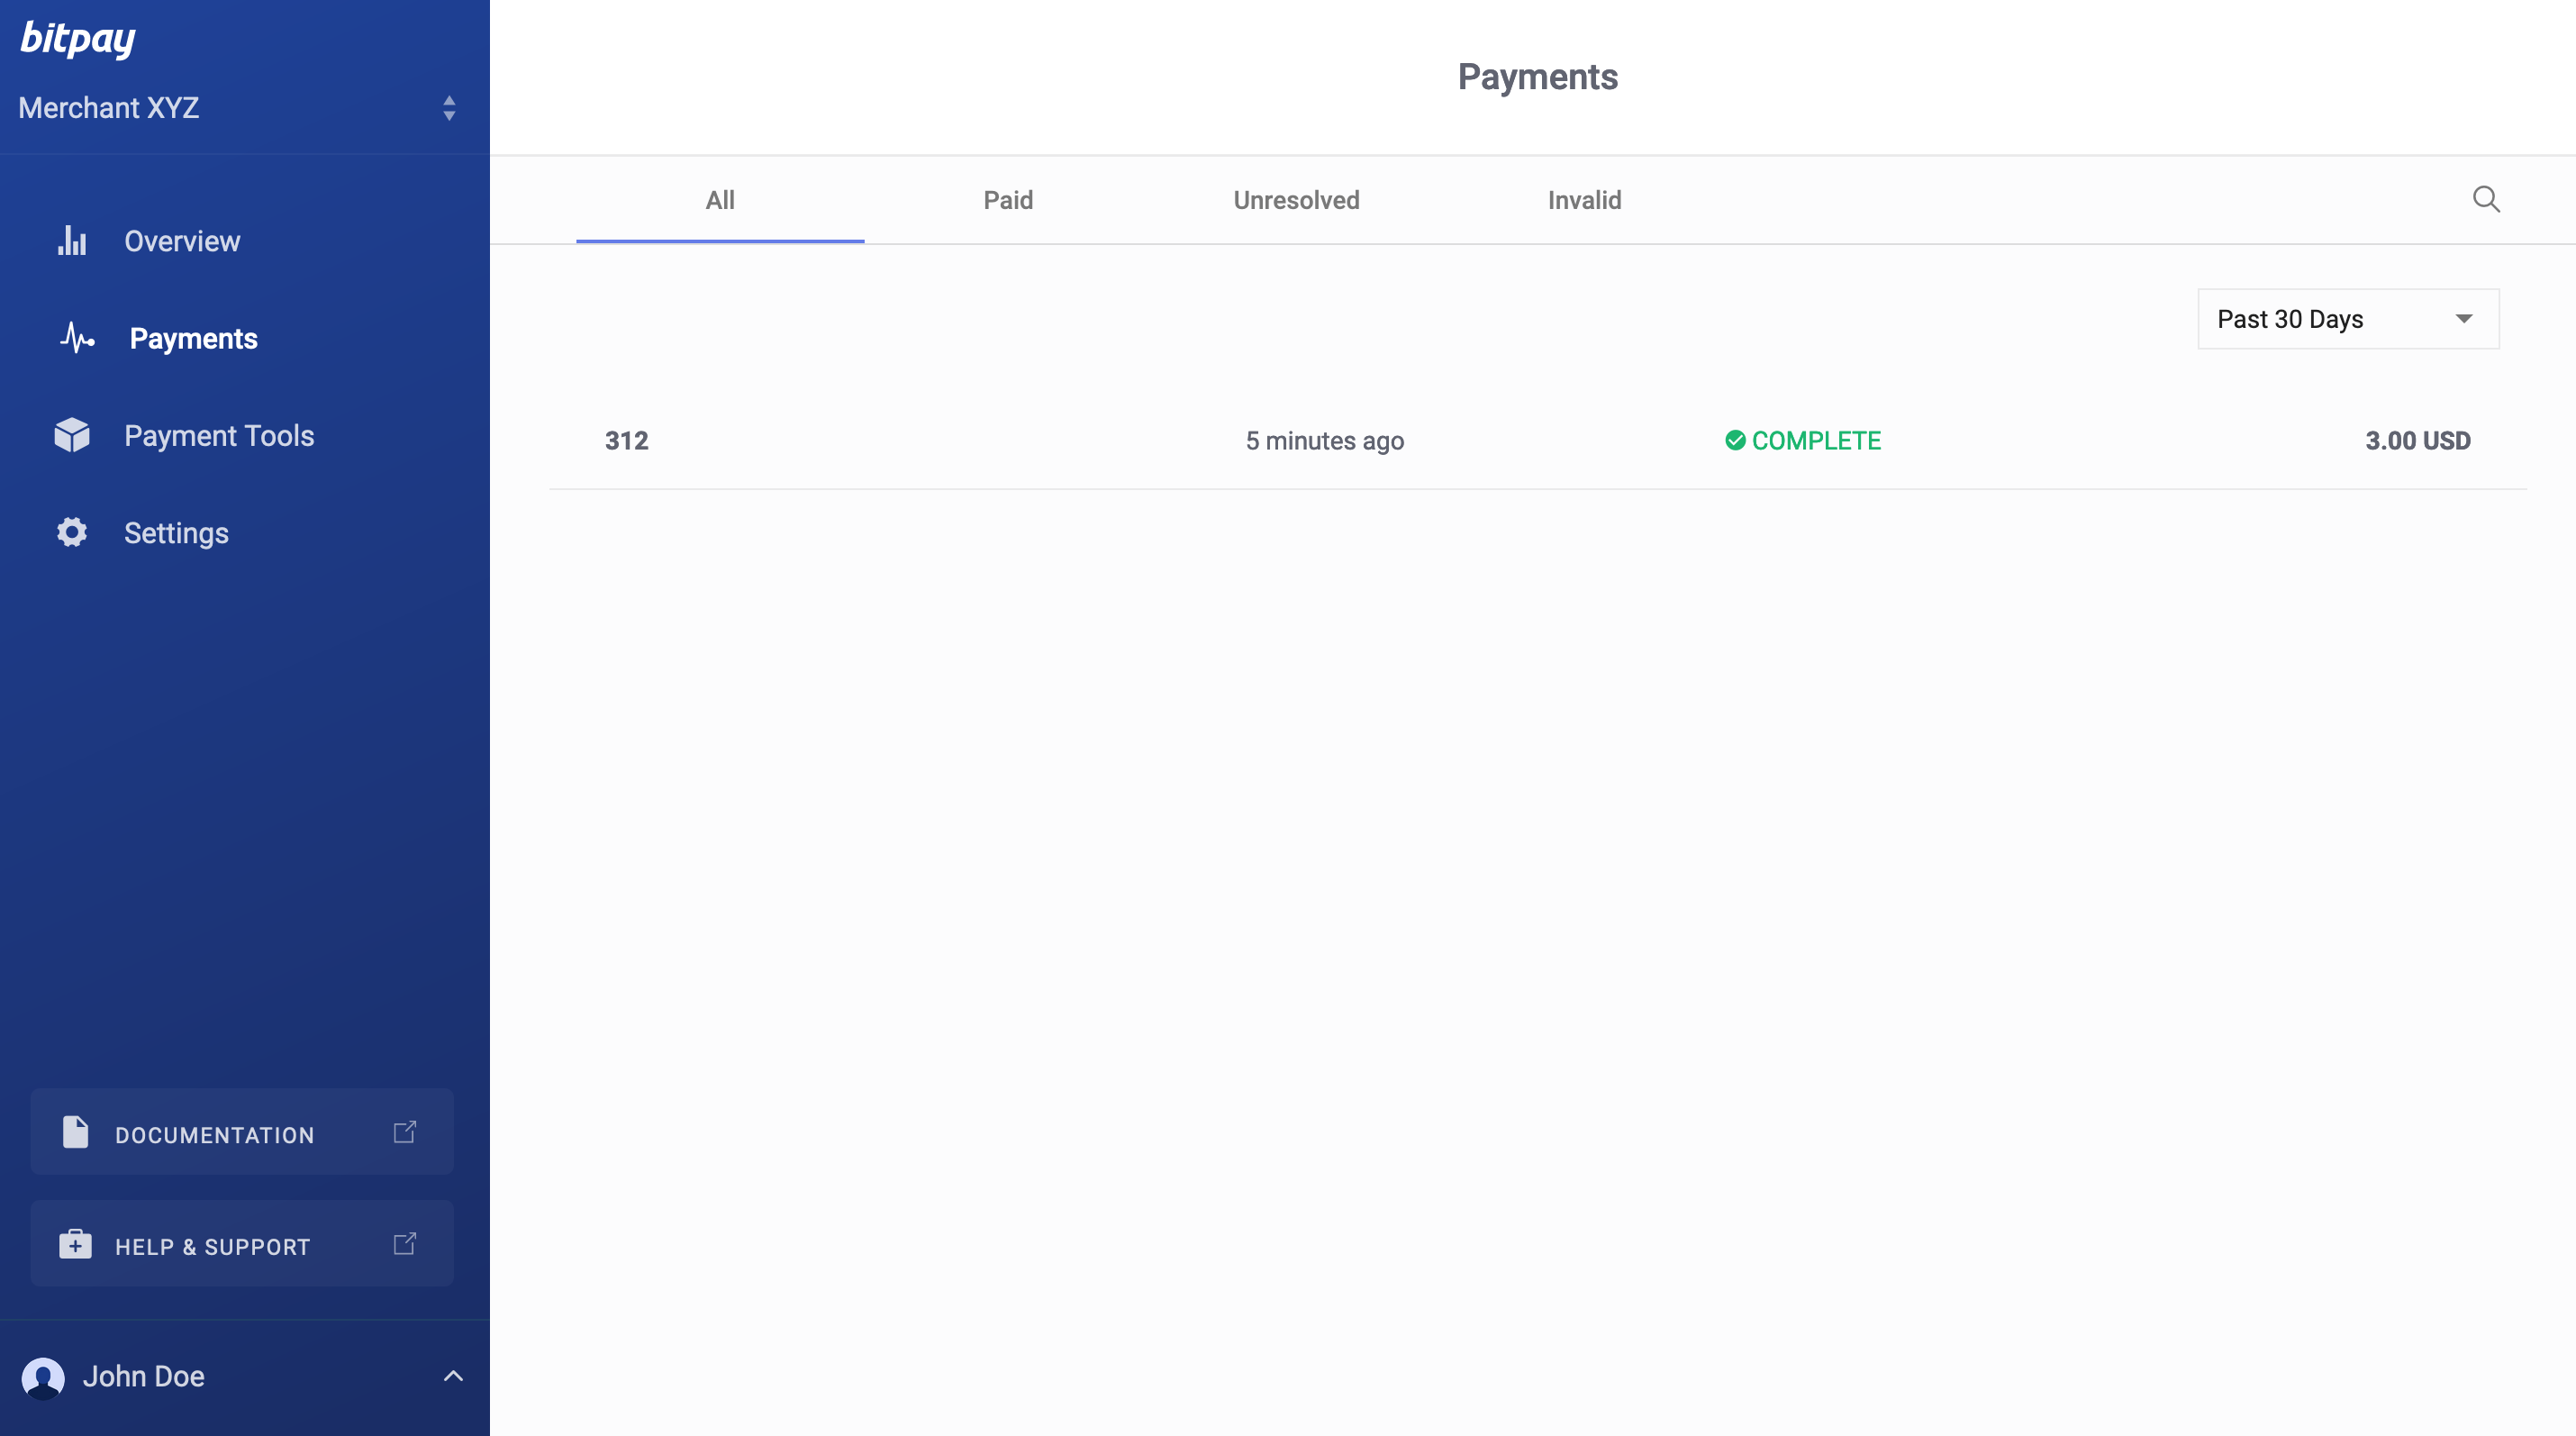 bitpay
Merchant XYZ
Overview
Payments
Payment Tools
Settings
DOCUMENTATION
HELP & SUPPORT
John Doe
Payments
All Paid Unresolved Invalid
Past 30 Days
312 5 minutes ago COMPLETE 3.00 USD